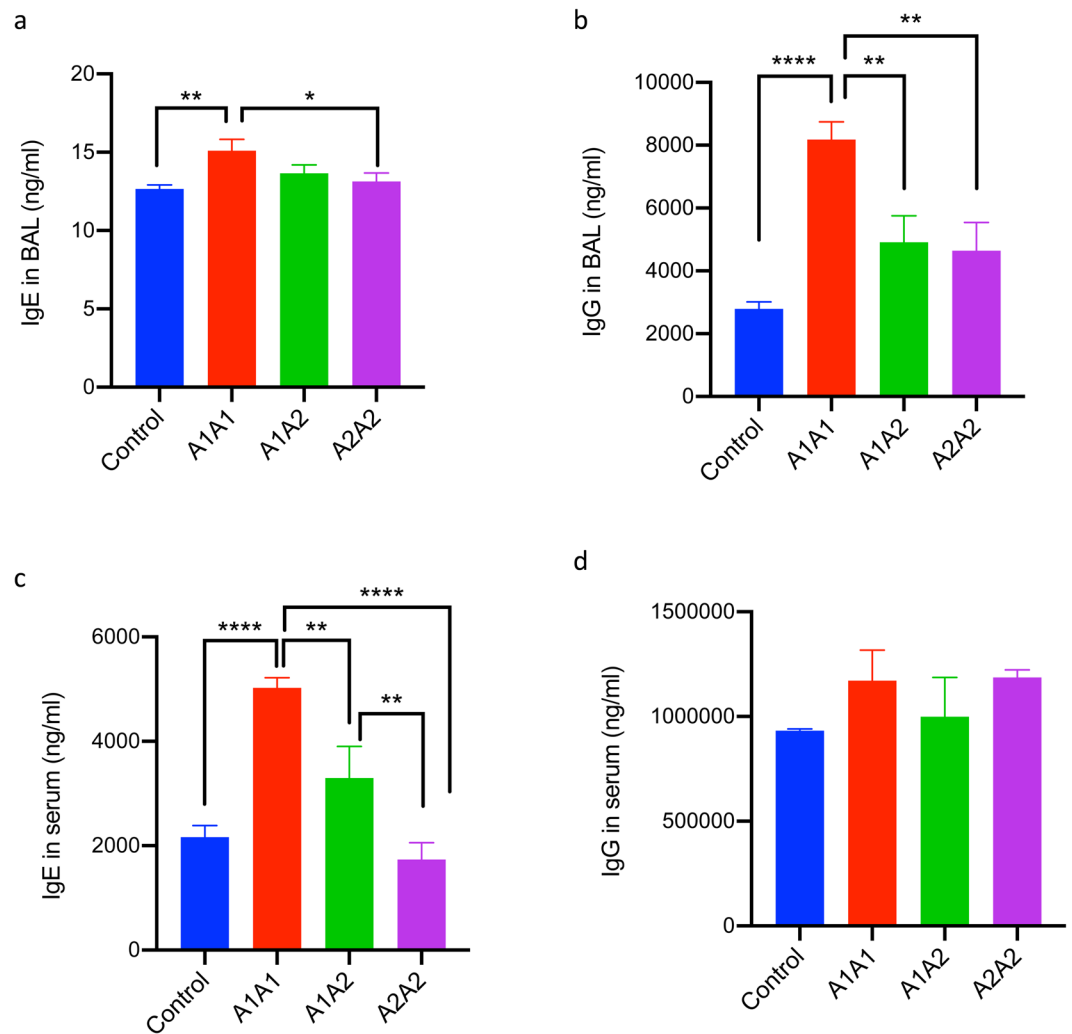 a
** *
20
15
10
5
0
IgE in BAL (ng/ml)
Control A1A1 A1A2 A2A2
b
**
**** **
10000
8000
6000
4000
2000
0
IgG in BAL (ng/ml)
Control A1A1 A1A2 A2A2
c
****
**** **
**
6000
4000
2000
0
IgE in serum (ng/ml)
Control A1A1 A1A2 A2A2
d
1500000
1000000
500000
0
IgG in serum (ng/ml)
Control A1A1 A1A2 A2A2